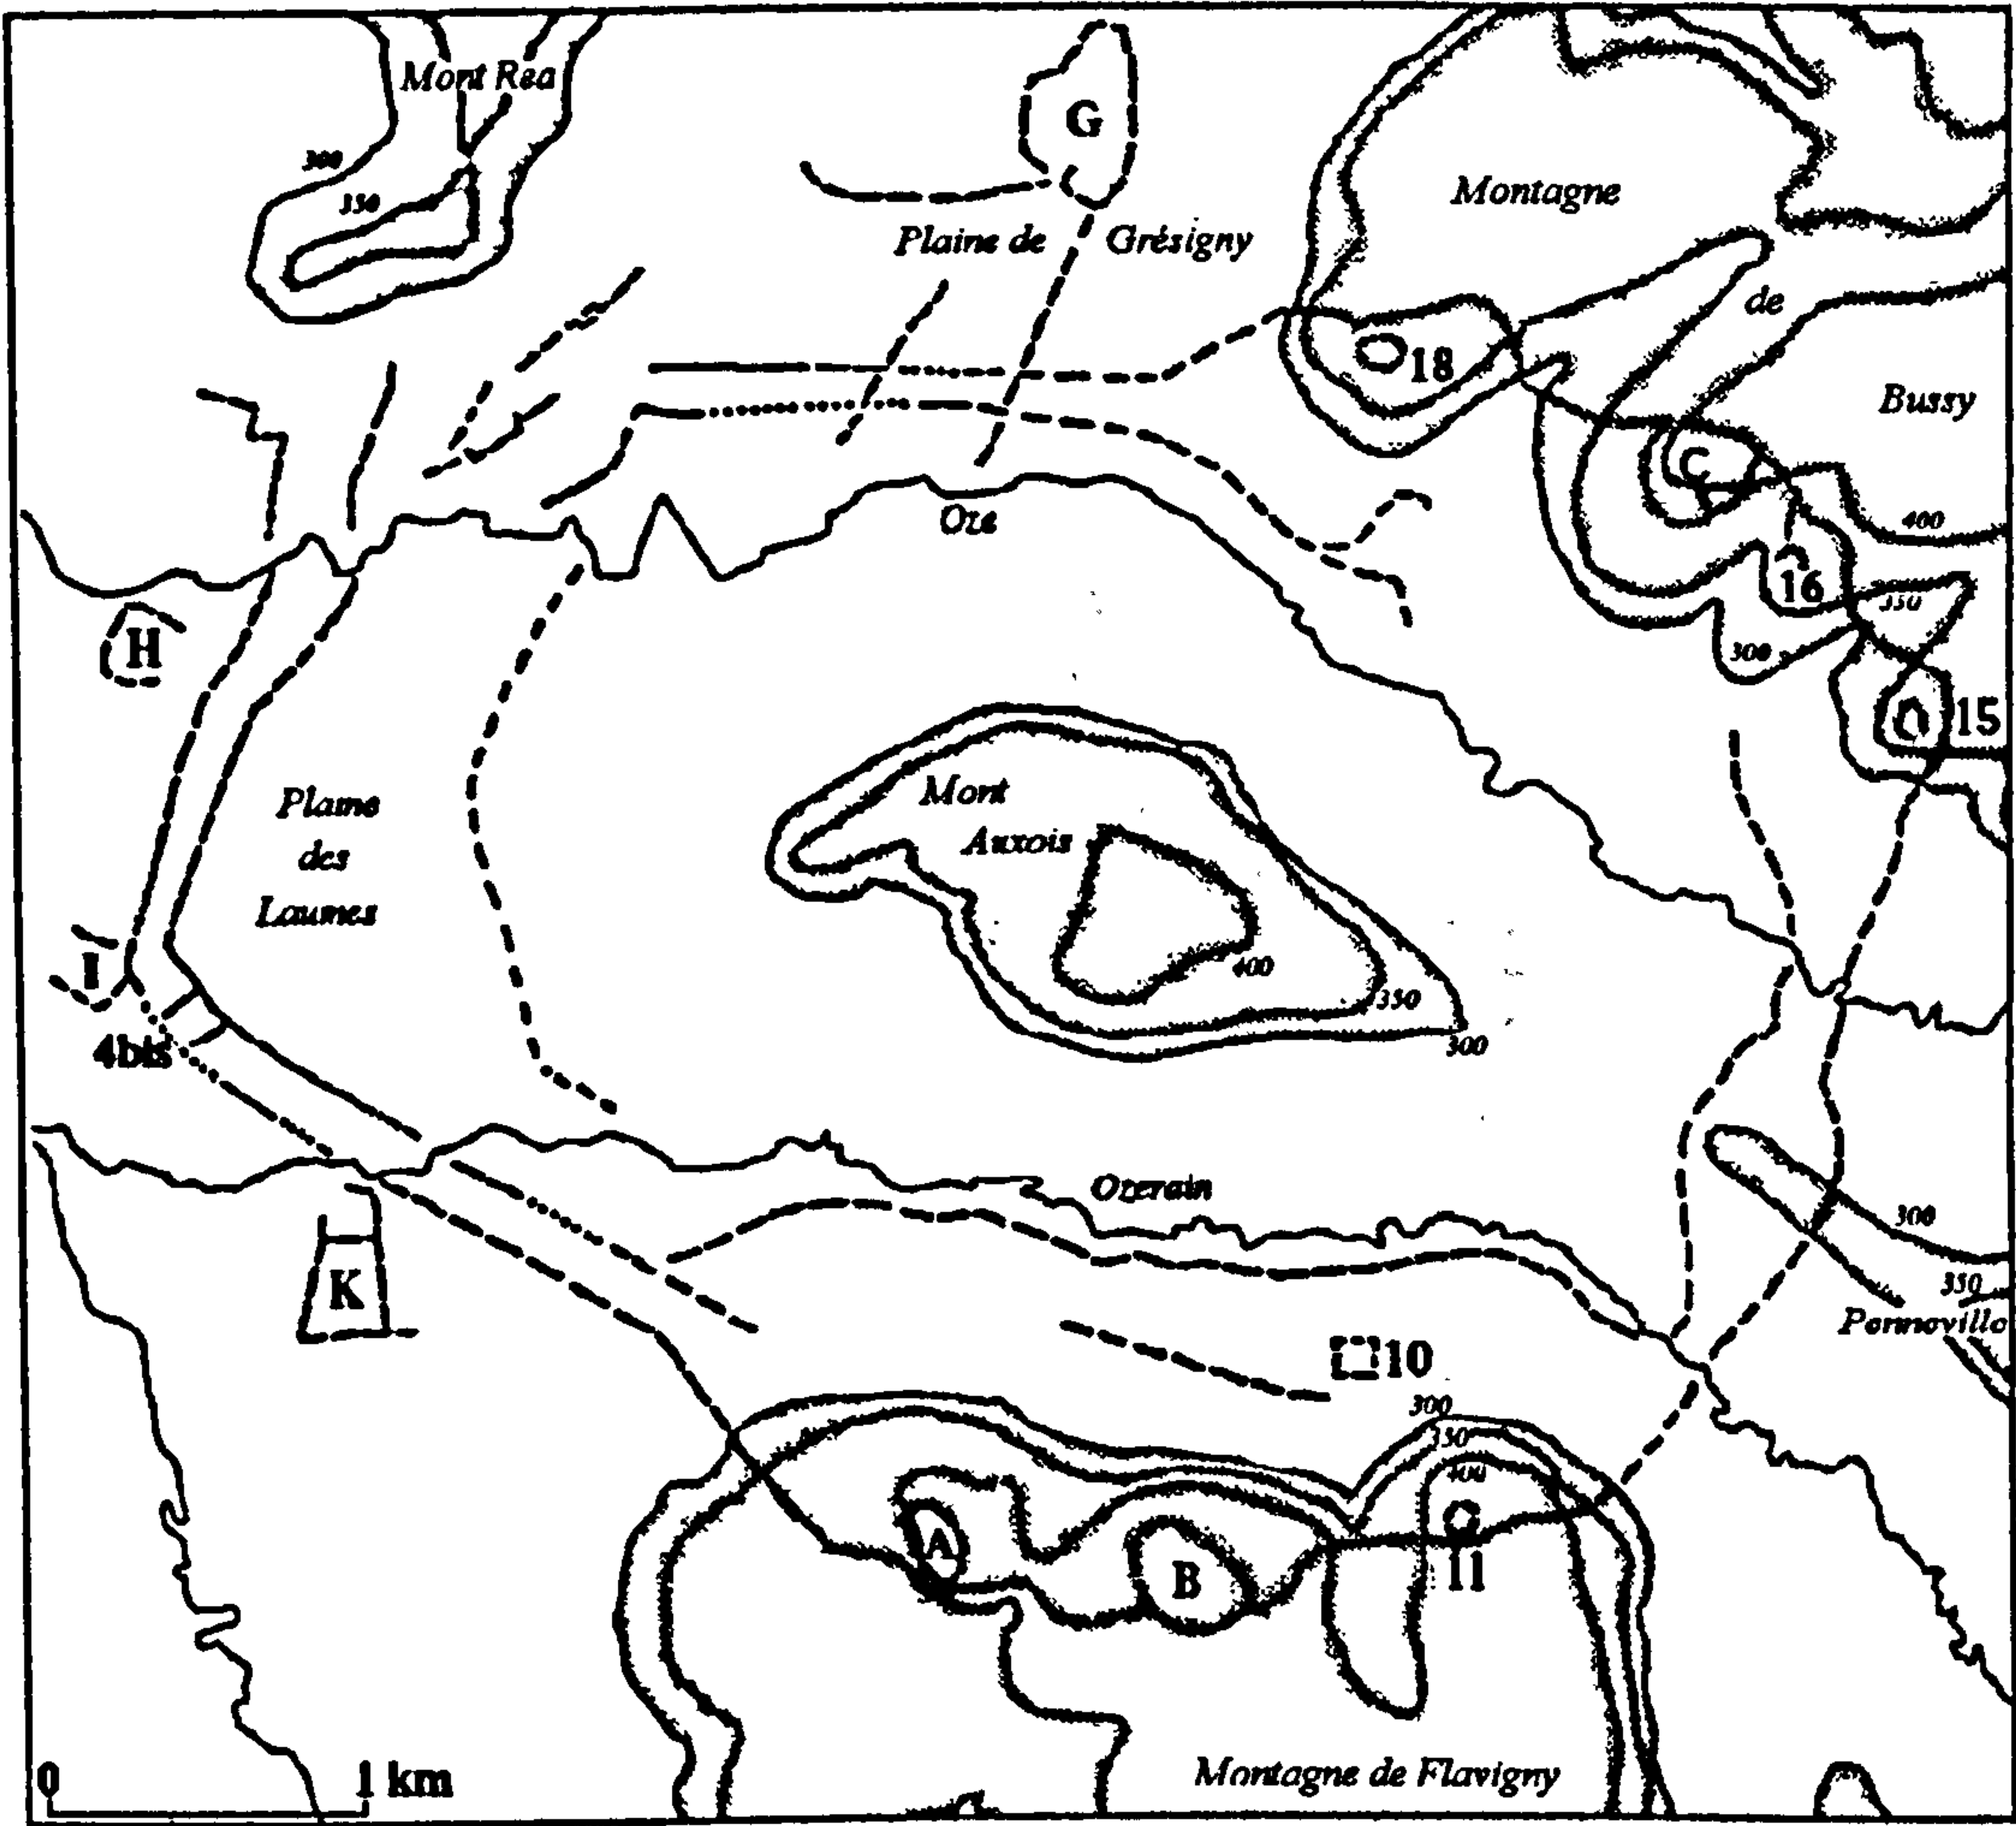 Mont Rea
300
350
G
Plaine de Grésigny
Montagne
de
Bussy
18
C
400
16
350
300
15
Oze
H
Plaine
des
Laumes
Mont
Auxois
400
350
300
I
4bis
Ozerain
K
10
300
350
Pennoville
300
350
400
A
B
11
Montagne de Flavigny
0 1 km